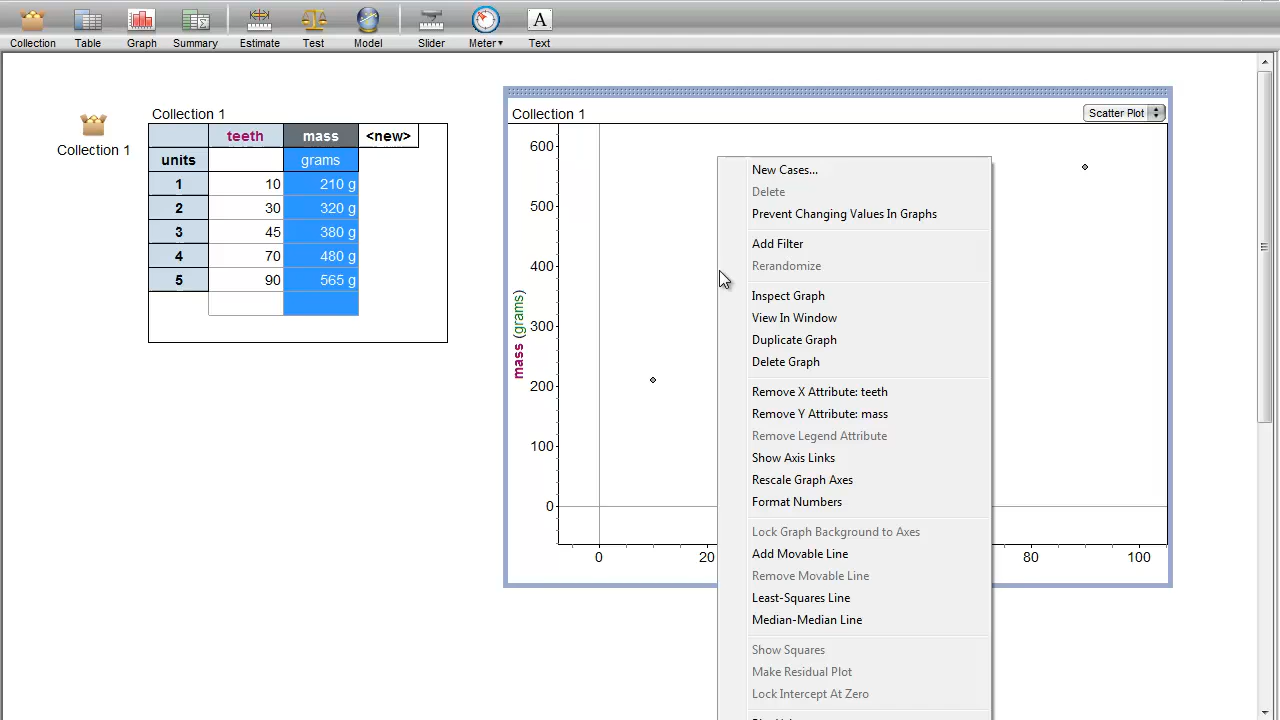 Collection Table Graph Summary Estimate Test Model Slider Meter▾ Text
Collection 1
Collection 1
teeth mass <new>
units grams
1 10 210 g
2 30 320 g
3 45 380 g
4 70 480 g
5 90 565 g
Collection 1 Scatter Plot
mass (grams)
600
500
400
300
200
100
0
0 20 80 100
New Cases...
Delete
Prevent Changing Values In Graphs
Add Filter
Rerandomize
Inspect Graph
View In Window
Duplicate Graph
Delete Graph
Remove X Attribute: teeth
Remove Y Attribute: mass
Remove Legend Attribute
Show Axis Links
Rescale Graph Axes
Format Numbers
Lock Graph Background to Axes
Add Movable Line
Remove Movable Line
Least-Squares Line
Median-Median Line
Show Squares
Make Residual Plot
Lock Intercept At Zero